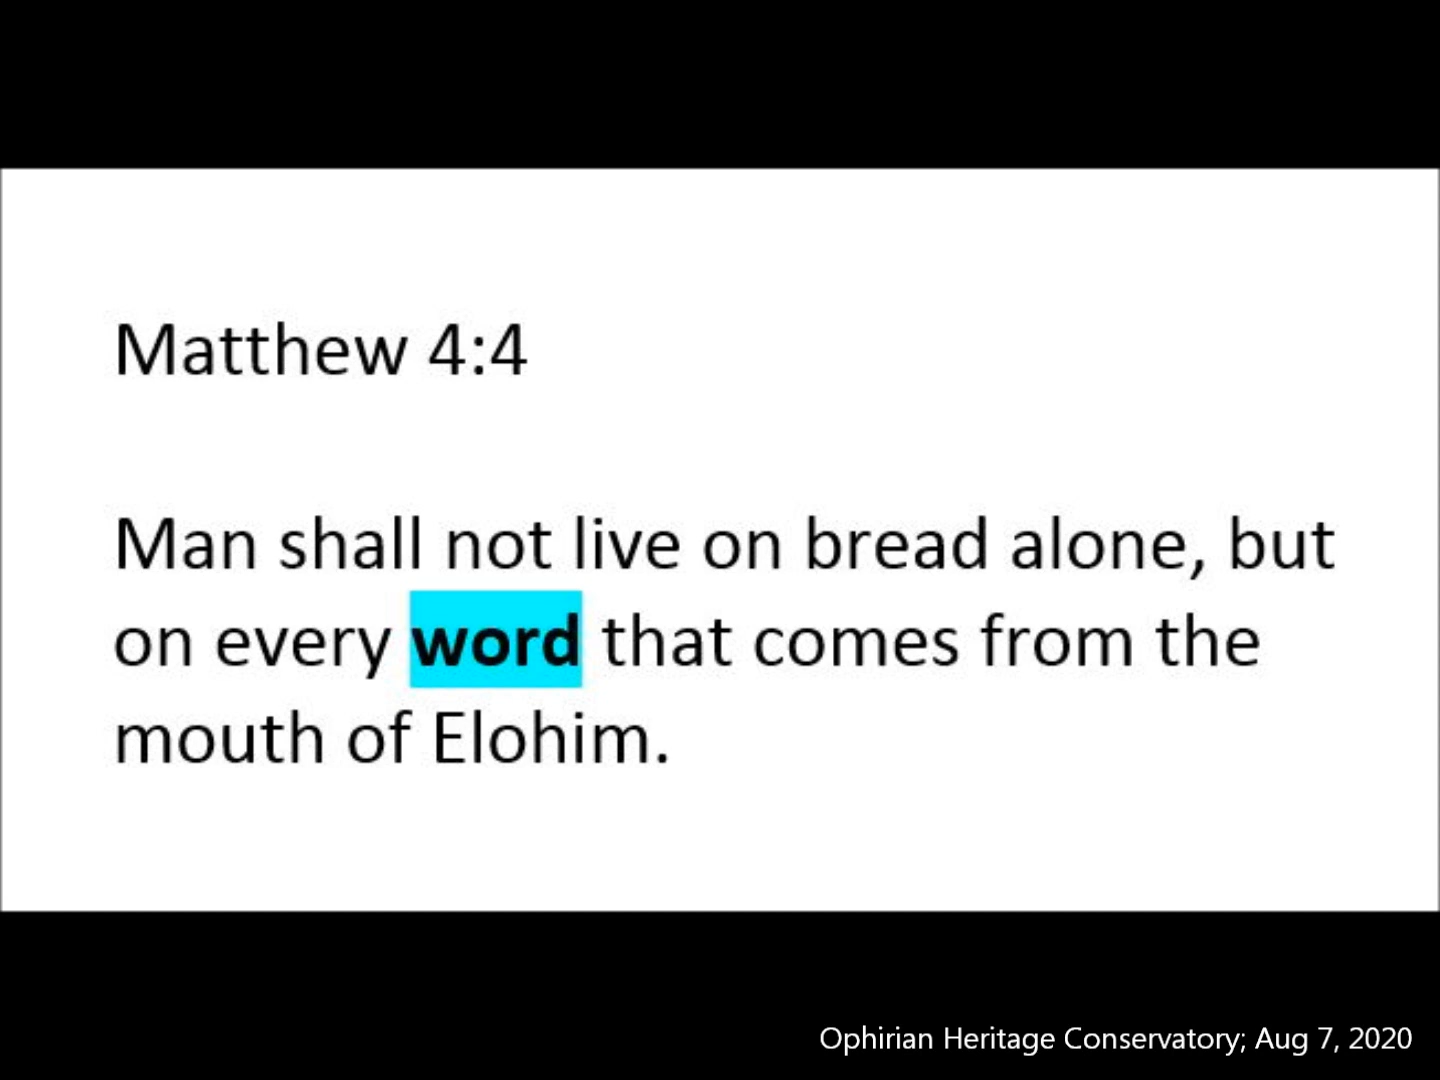 Matthew 4:4
Man shall not live on bread alone, but
on every word that comes from the
mouth of Elohim.
Ophirian Heritage Conservatory; Aug 7, 2020